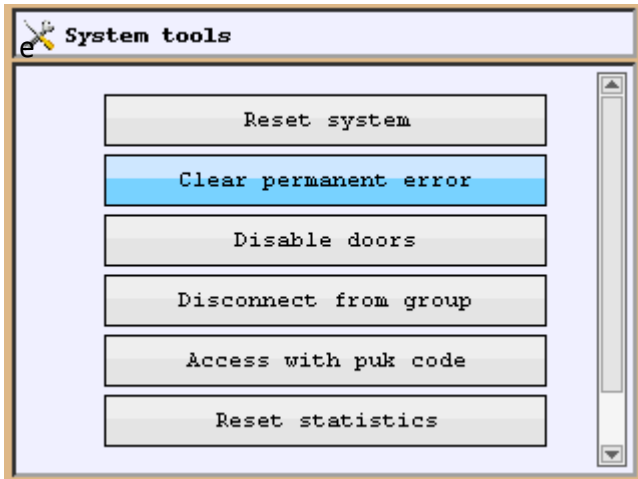 System tools
e
Reset system
Clear permanent error
Disable doors
Disconnect from group
Access with puk code
Reset statistics